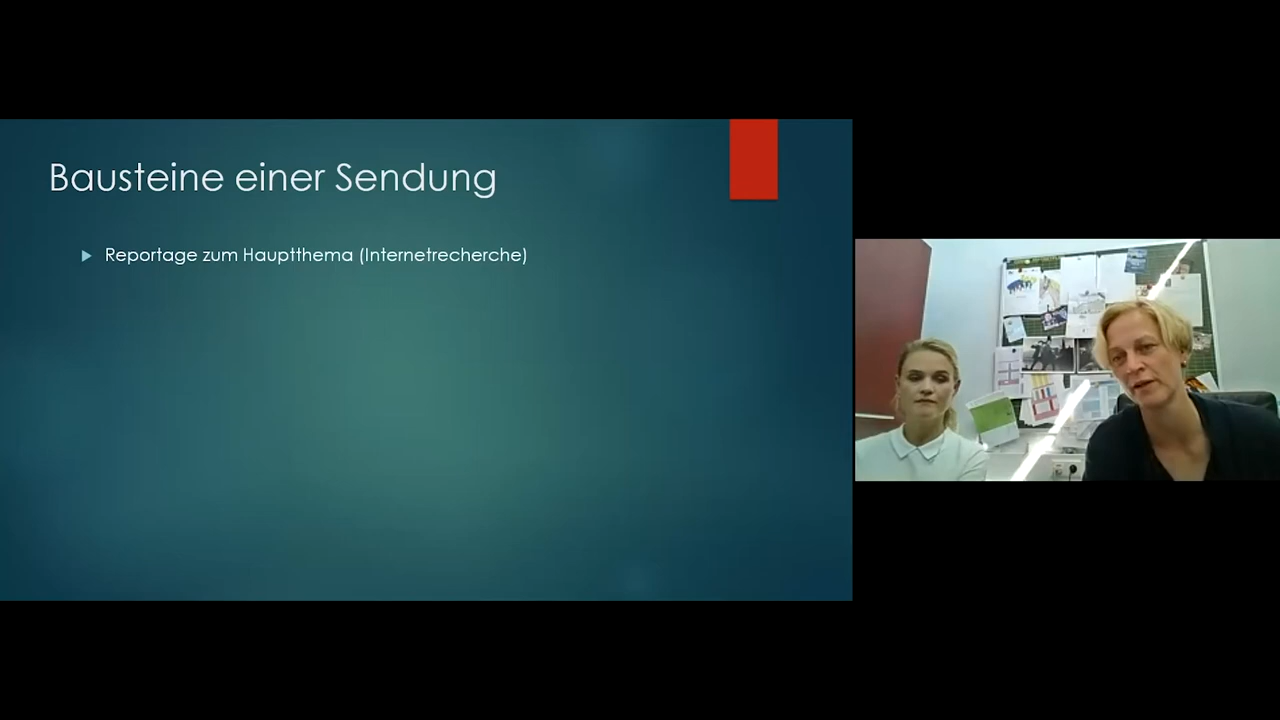 Bausteine einer Sendung
Reportage zum Hauptthema (Internetrecherche)